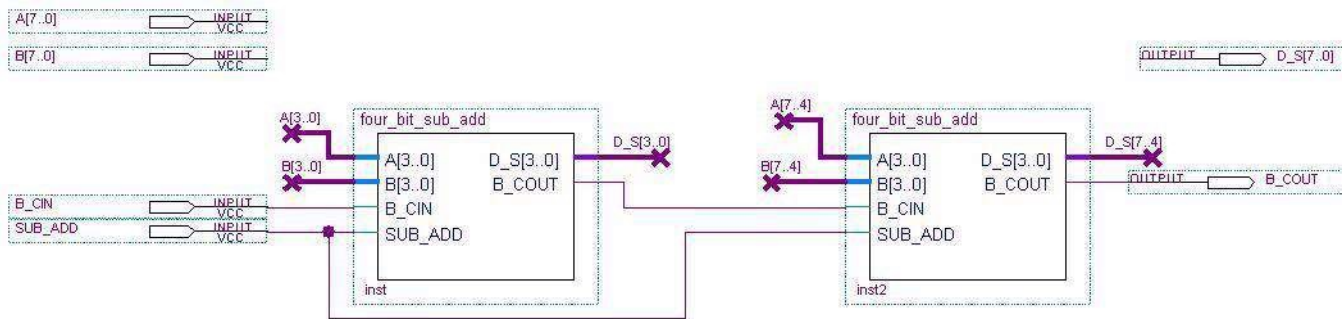 A[7..0] INPUT VCC
B[7..0] INPUT VCC
OUTPUT D_S[7..0]
A[3..0]
four_bit_sub_add
A[3..0] D_S[3..0]
B[3..0] B_COUT
B_CIN
SUB_ADD
inst
B[3..0]
D_S[3..0]
A[7..4]
four_bit_sub_add
A[3..0] D_S[3..0]
B[3..0] B_COUT
B_CIN
SUB_ADD
inst2
B[7..4]
D_S[7..4]
OUTPUT B_COUT
B_CIN INPUT VCC
SUB_ADD INPUT VCC